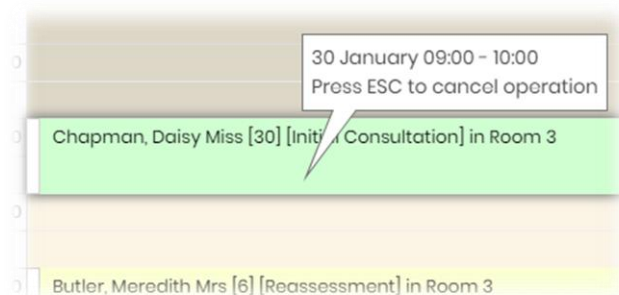 30 January 09:00 - 10:00
Press ESC to cancel operation
Chapman, Daisy Miss [30] [Initial Consultation] in Room 3
Butler, Meredith Mrs [6] [Reassessment] in Room 3